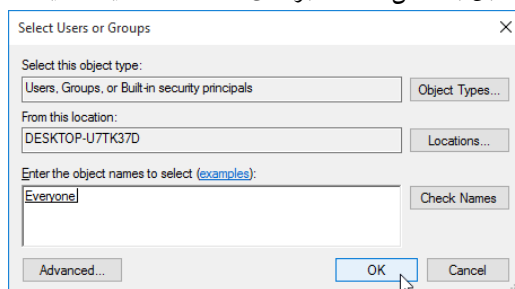 Select Users or Groups
Select this object type:
Users, Groups, or Built-in security principals
Object Types...
From this location:
DESKTOP-U7TK37D
Locations...
Enter the object names to select (examples):
Everyone
Check Names
Advanced...
OK
Cancel